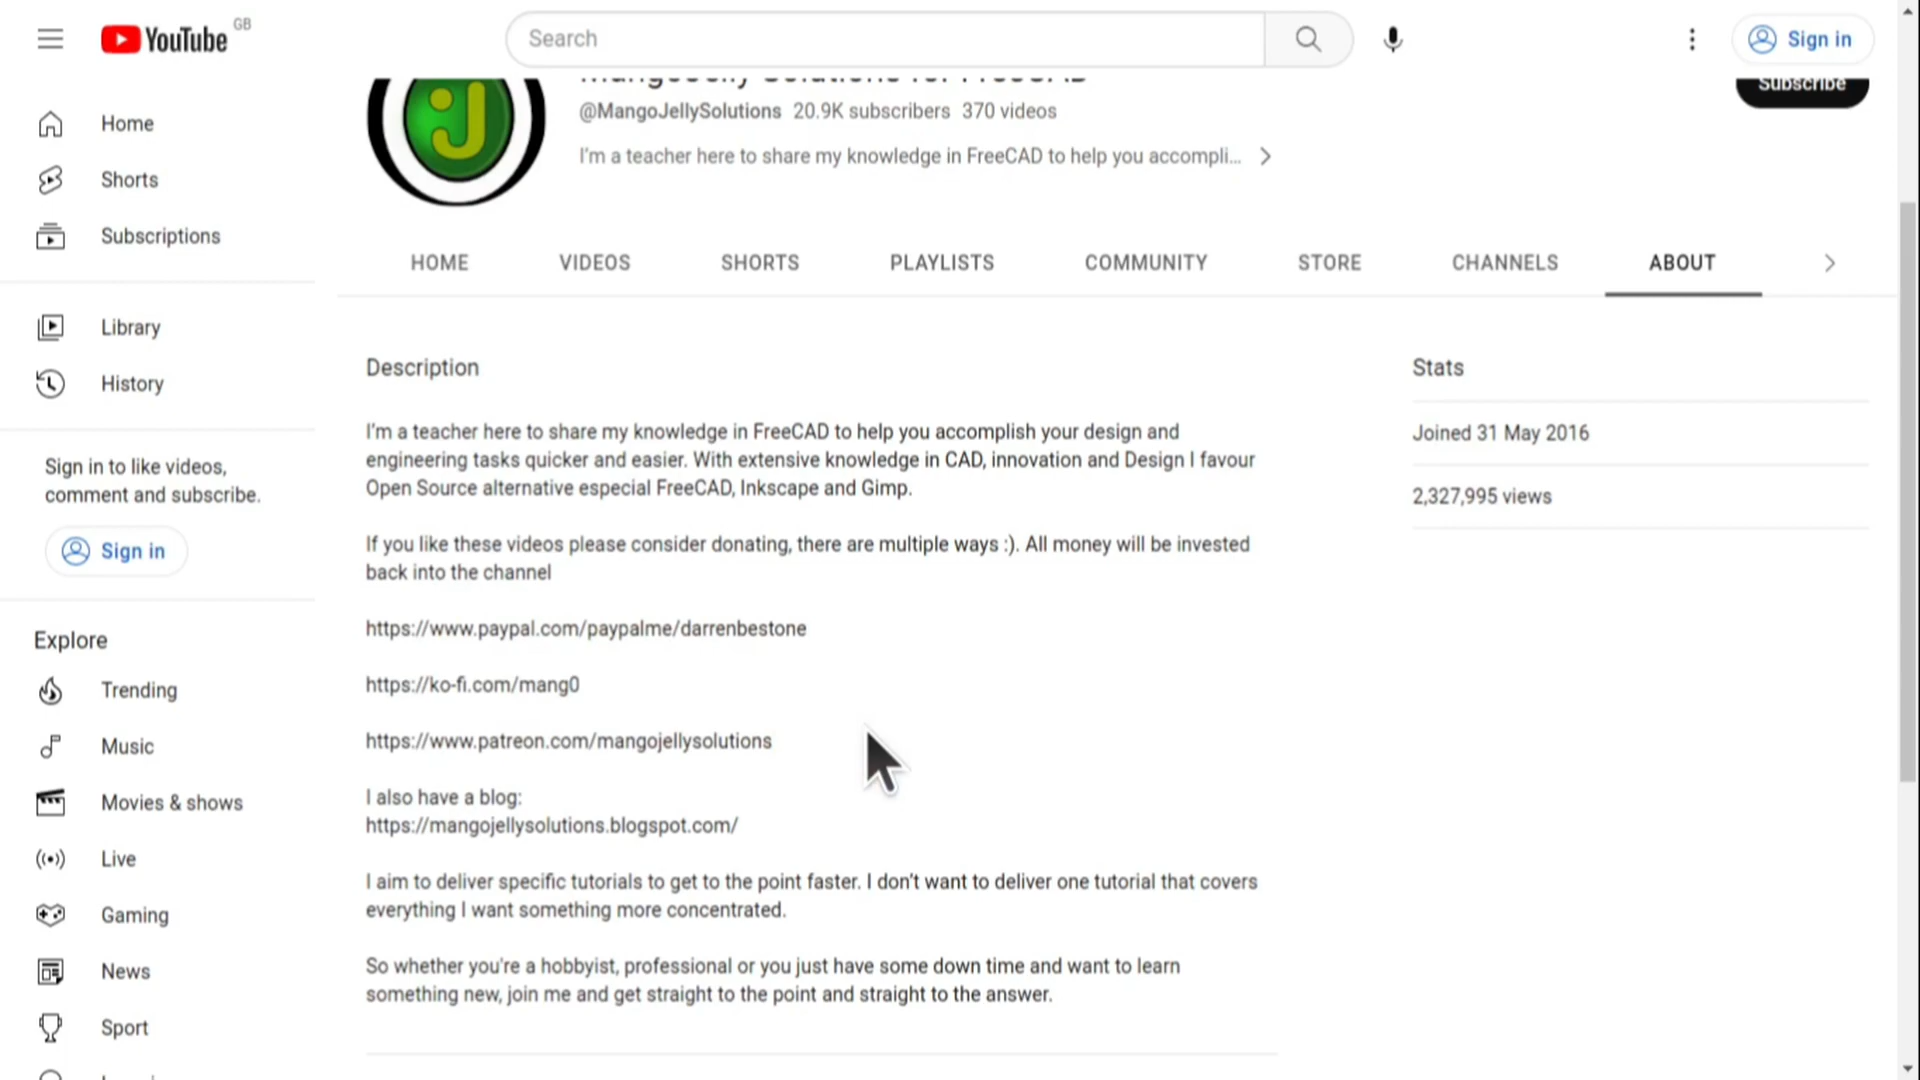 YouTube GB
Search
Sign in
MangoJelly Solutions for FreeCAD
Subscribe
@MangoJellySolutions 20.9K subscribers 370 videos
I'm a teacher here to share my knowledge in FreeCAD to help you accompli...
HOME VIDEOS SHORTS PLAYLISTS COMMUNITY STORE CHANNELS ABOUT
Home
Shorts
Subscriptions
Library
History
Sign in to like videos,
comment and subscribe.
Sign in
Explore
Trending
Music
Movies & shows
Live
Gaming
News
Sport
Description
I'm a teacher here to share my knowledge in FreeCAD to help you accomplish your design and
engineering tasks quicker and easier. With extensive knowledge in CAD, innovation and Design I favour
Open Source alternative especial FreeCAD, Inkscape and Gimp.
If you like these videos please consider donating, there are multiple ways :). All money will be invested
back into the channel
https://www.paypal.com/paypalme/darrenbestone
https://ko-fi.com/mang0
https://www.patreon.com/mangojellysolutions
I also have a blog:
https://mangojellysolutions.blogspot.com/
I aim to deliver specific tutorials to get to the point faster. I don't want to deliver one tutorial that covers
everything I want something more concentrated.
So whether you're a hobbyist, professional or you just have some down time and want to learn
something new, join me and get straight to the point and straight to the answer.
Stats
Joined 31 May 2016
2,327,995 views